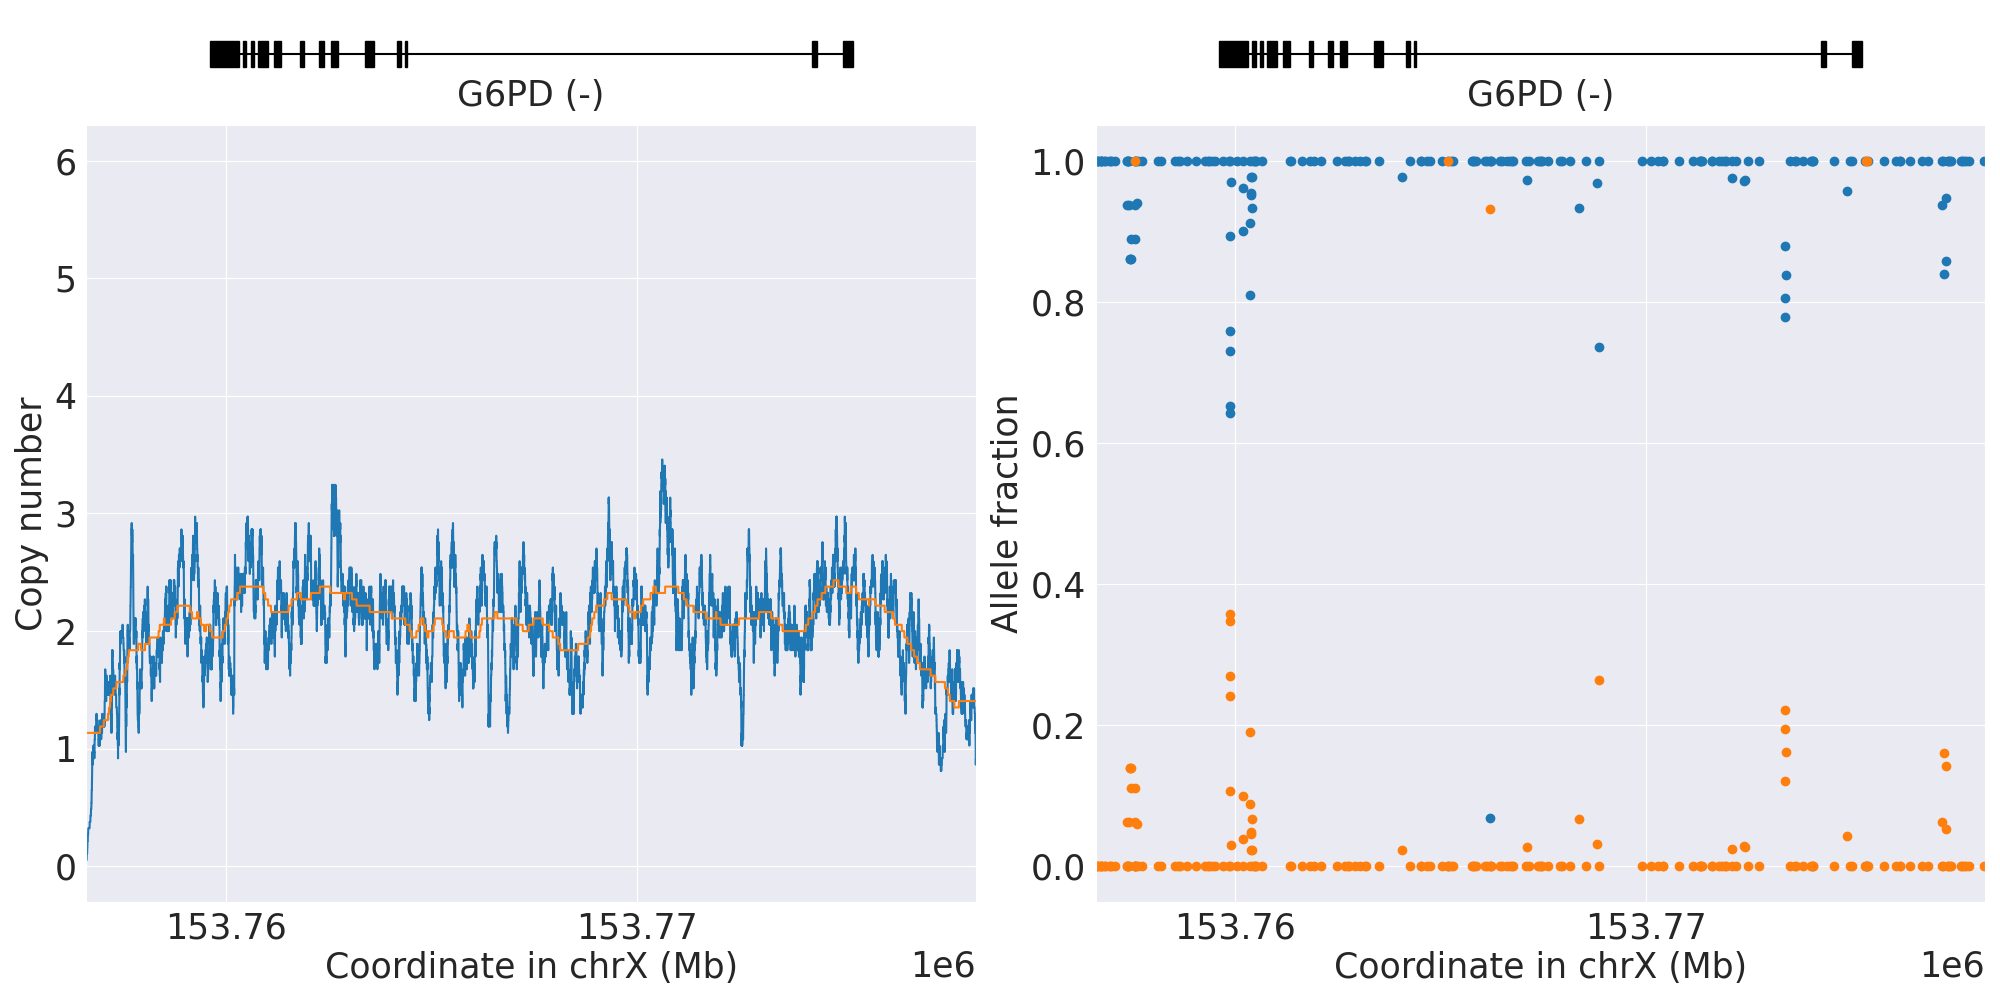 G6PD (-)
6
5
4
3
2
1
0
Copy number
153.76
153.77
Coordinate in chrX (Mb)
1e6
G6PD (-)
1.0
0.8
0.6
0.4
0.2
0.0
Allele fraction
153.76
153.77
Coordinate in chrX (Mb)
1e6